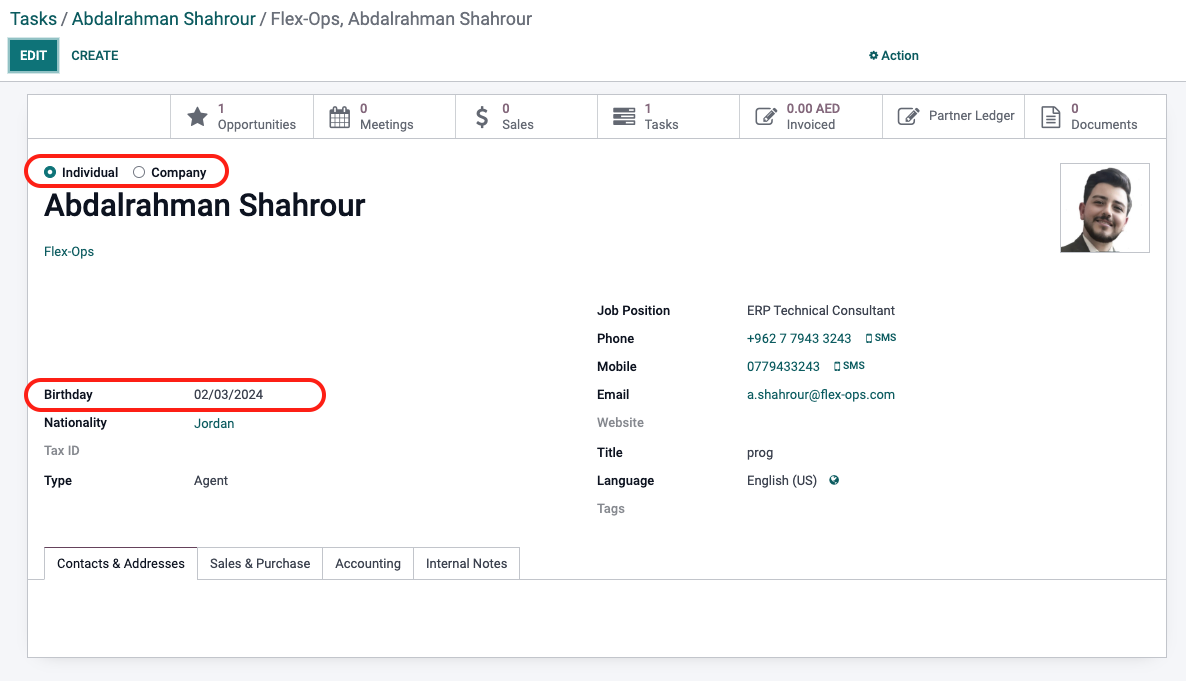 Tasks / Abdalrahman Shahrour / Flex-Ops, Abdalrahman Shahrour
EDIT CREATE Action
1 Opportunities
0 Meetings
0 Sales
1 Tasks
0.00 AED Invoiced
Partner Ledger
0 Documents
Individual Company
Abdalrahman Shahrour
Flex-Ops
Job Position ERP Technical Consultant
Phone +962 7 7943 3243 SMS
Mobile 0779433243 SMS
Birthday 02/03/2024
Email a.shahrour@flex-ops.com
Nationality Jordan
Website
Tax ID
Title prog
Type Agent
Language English (US)
Tags
Contacts & Addresses Sales & Purchase Accounting Internal Notes